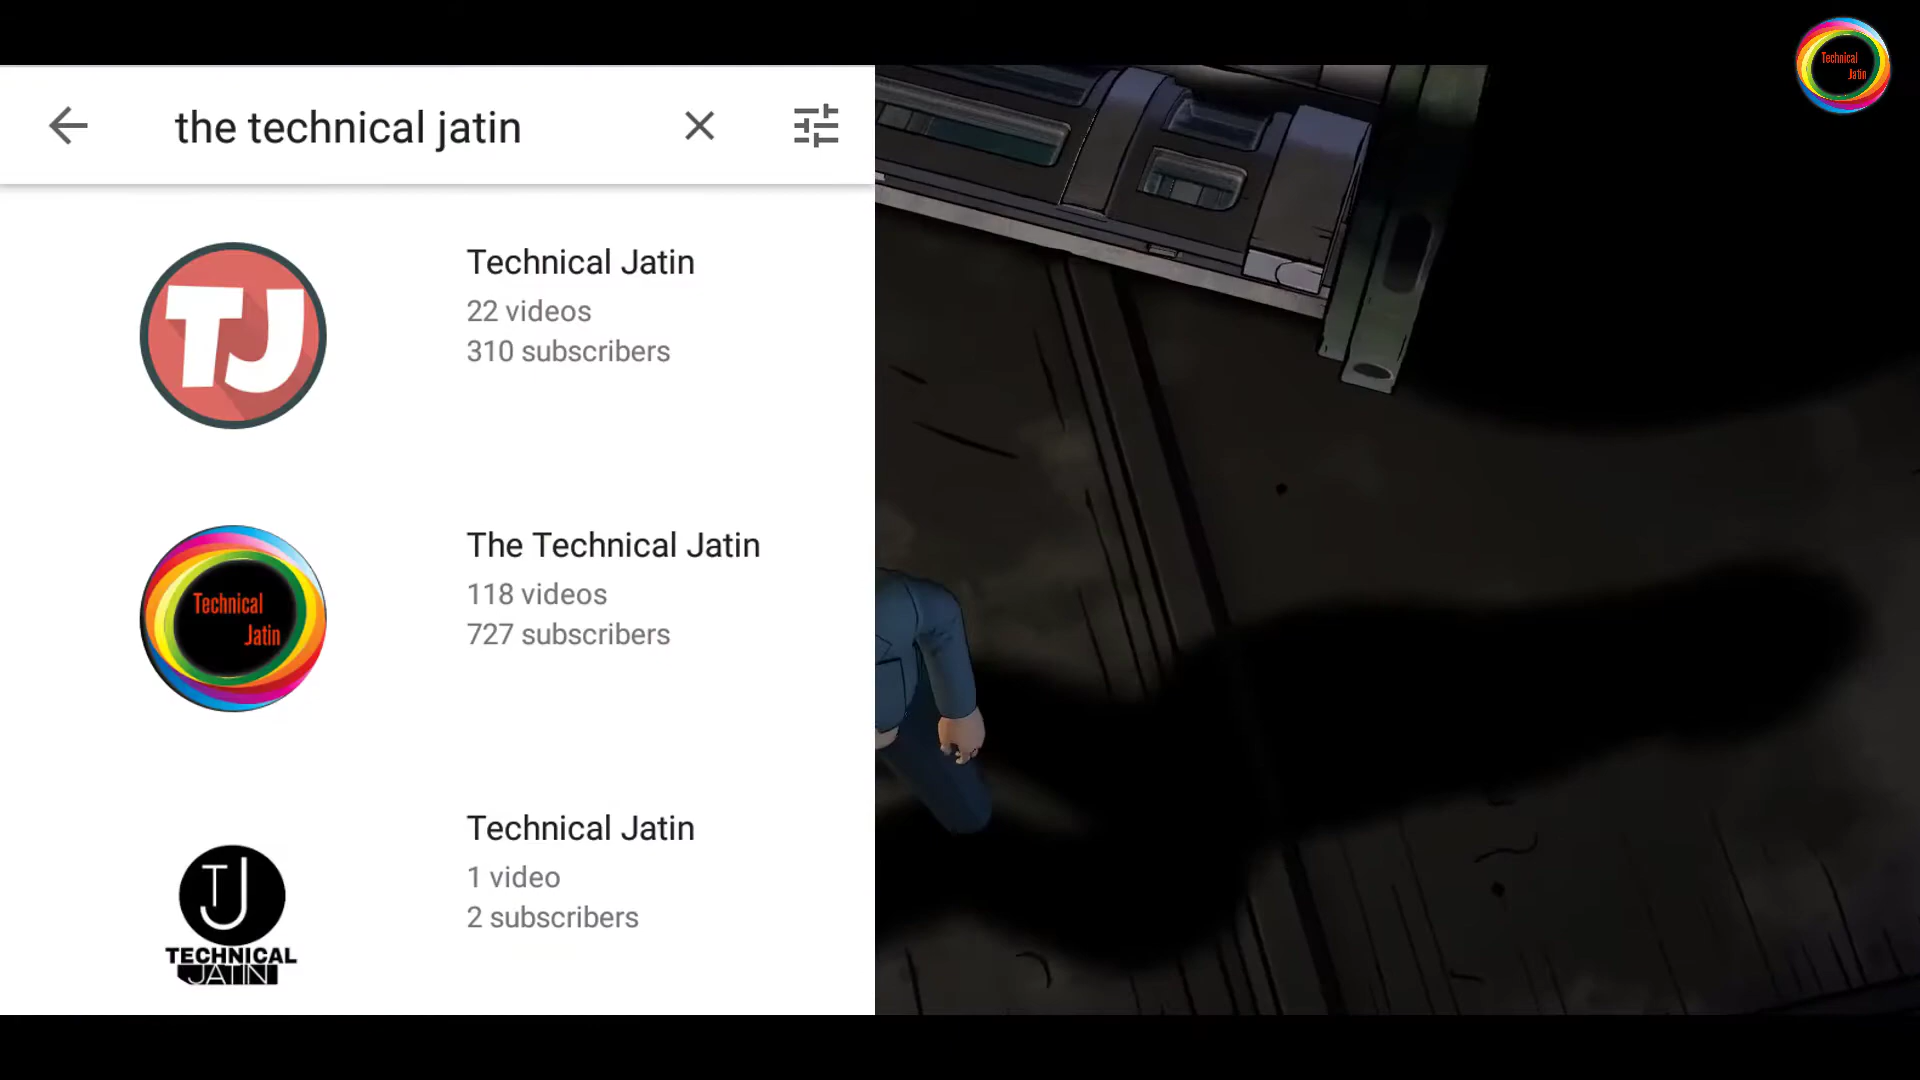 the technical jatin
Technical
Jatin
TJ
Technical Jatin
22 videos
310 subscribers
Technical
Jatin
The Technical Jatin
118 videos
727 subscribers
TJ
TECHNICAL
JATIN
Technical Jatin
1 video
2 subscribers